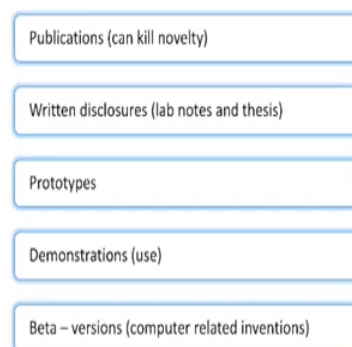 Publications (can kill novelty)
Written disclosures (lab notes and thesis)
Prototypes
Demonstrations (use)
Beta – versions (computer related inventions)